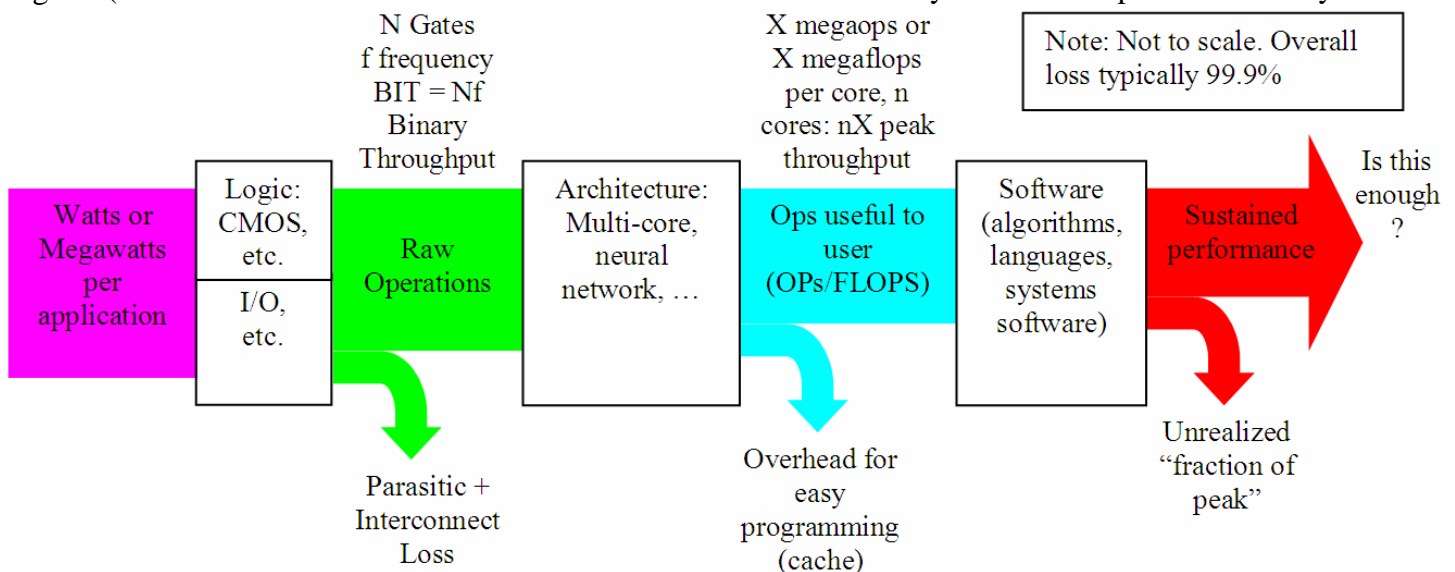 N Gates
f frequency
BIT = Nf
Binary
Throughput
X megaops or
X megaflops
per core, n
cores: nX peak
throughput
Note: Not to scale. Overall
loss typically 99.9%
Watts or
Megawatts
per
application
Logic:
CMOS,
etc.
I/O,
etc.
Raw
Operations
Architecture:
Multi-core,
neural
network, …
Ops useful to
user
(OPs/FLOPS)
Software
(algorithms,
languages,
systems
software)
Sustained
performance
Is this
enough
?
Parasitic +
Interconnect
Loss
Overhead for
easy
programming
(cache)
Unrealized
“fraction of
peak”